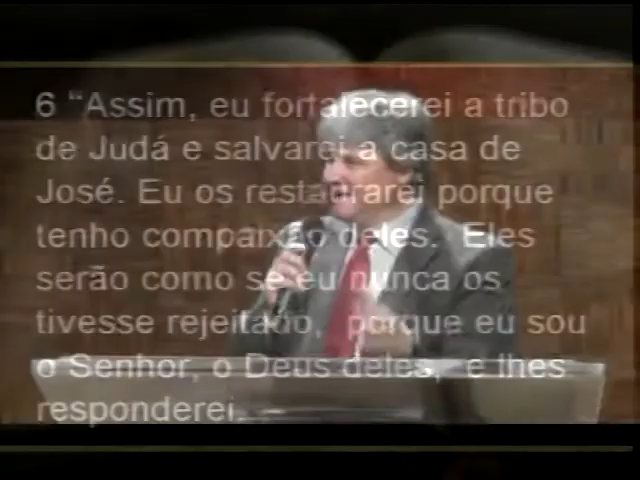 6 “Assim, eu fortalecerei a tribo
de Judá e salvarei a casa de
José. Eu os restaurarei porque
tenho compaixão deles.  Eles
serão como se eu nunca os
tivesse rejeitado,  porque eu sou
o Senhor, o Deus deles,  e lhes
responderei.